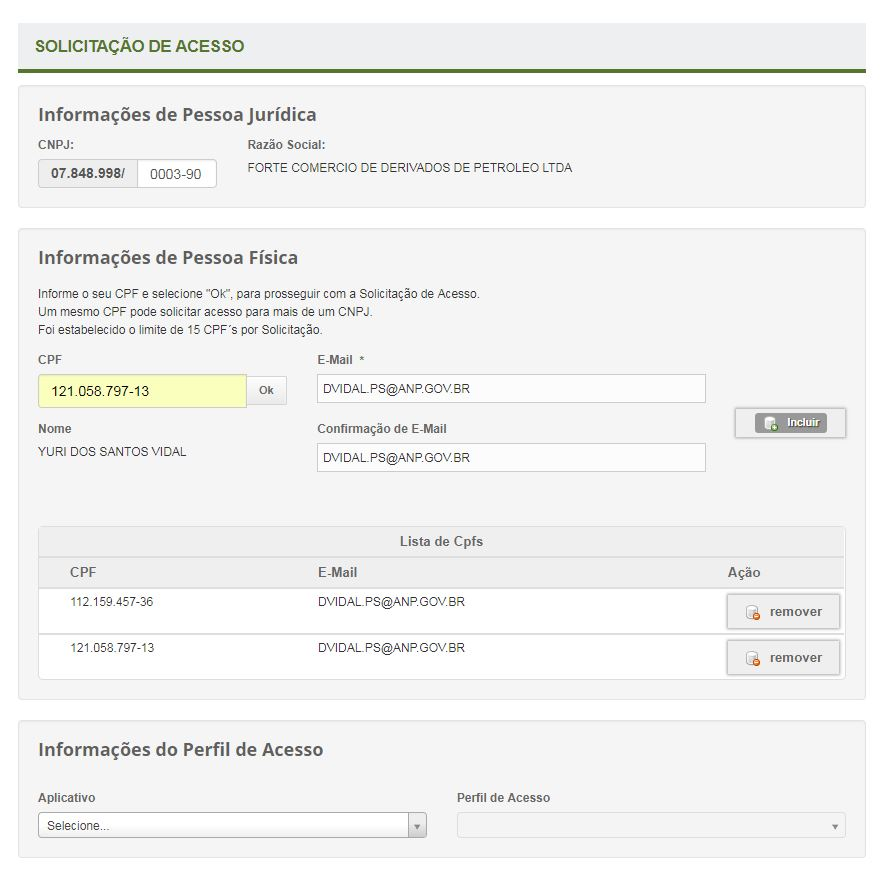 SOLICITAÇÃO DE ACESSO
Informações de Pessoa Jurídica
CNPJ: Razão Social:
07.848.998/ 0003-90 FORTE COMERCIO DE DERIVADOS DE PETROLEO LTDA
Informações de Pessoa Física
Informe o seu CPF e selecione "Ok", para prosseguir com a Solicitação de Acesso.
Um mesmo CPF pode solicitar acesso para mais de um CNPJ.
Foi estabelecido o limite de 15 CPF´s por Solicitação.
CPF E-Mail *
121.058.797-13 Ok DVIDAL.PS@ANP.GOV.BR
Incluir
Nome Confirmação de E-Mail
YURI DOS SANTOS VIDAL DVIDAL.PS@ANP.GOV.BR
Lista de Cpfs
CPF E-Mail Ação
112.159.457-36 DVIDAL.PS@ANP.GOV.BR remover
121.058.797-13 DVIDAL.PS@ANP.GOV.BR remover
Informações do Perfil de Acesso
Aplicativo Perfil de Acesso
Selecione...